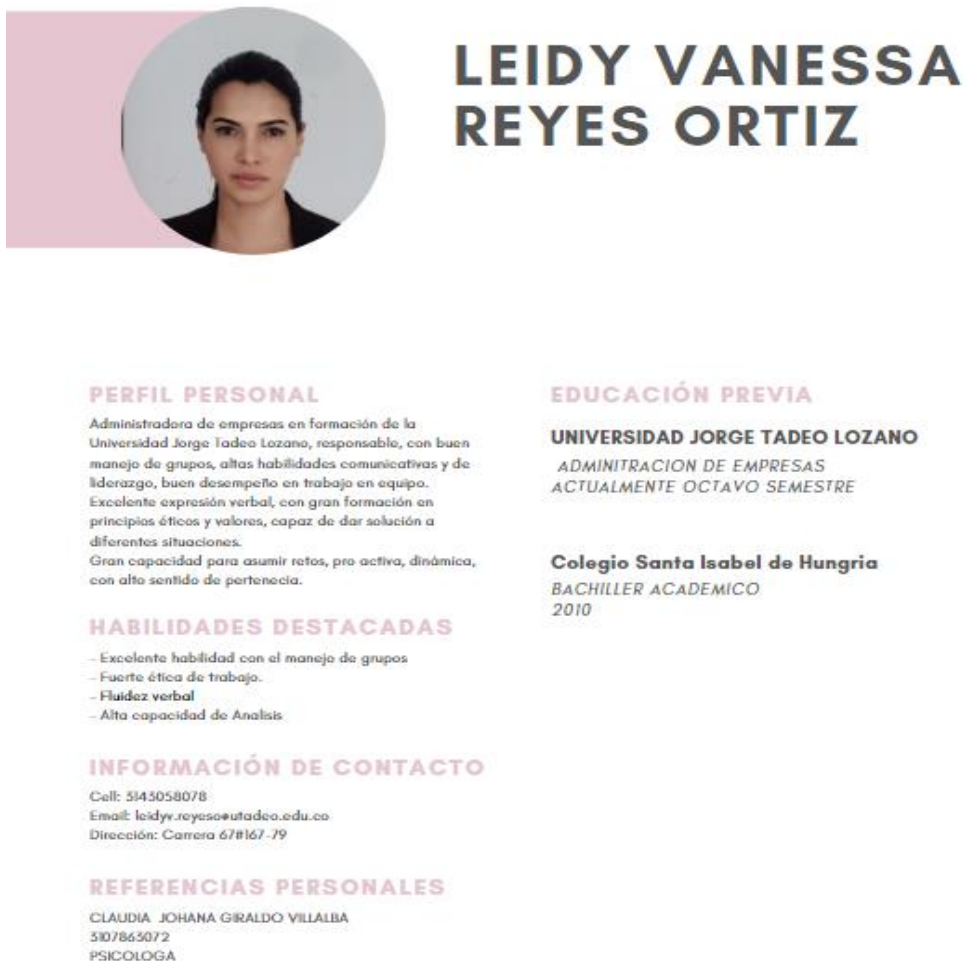 LEIDY VANESSA
REYES ORTIZ
PERFIL PERSONAL
Administradora de empresas en formación de la
Universidad Jorge Tadeo Lozano, responsable, con buen
manejo de grupos, altas habilidades comunicativas y de
liderazgo, buen desempeño en trabajo en equipo.
Excelente expresión verbal, con gran formación en
principios éticos y valores, capaz de dar solución a
diferentes situaciones.
Gran capacidad para asumir retos, pro activa, dinámica,
con alto sentido de pertenecia.
HABILIDADES DESTACADAS
- Excelente habilidad con el manejo de grupos
- Fuerte ética de trabajo.
- Fluidez verbal
- Alta capacidad de Analisis
INFORMACIÓN DE CONTACTO
Cell: 3143058078
Email: leidyv.reyeso@utadeo.edu.co
Dirección: Carrera 67#167-79
REFERENCIAS PERSONALES
CLAUDIA JOHANA GIRALDO VILLALBA
3107863072
PSICOLOGA
EDUCACIÓN PREVIA
UNIVERSIDAD JORGE TADEO LOZANO
ADMINITRACION DE EMPRESAS
ACTUALMENTE OCTAVO SEMESTRE
Colegio Santa Isabel de Hungria
BACHILLER ACADEMICO
2010